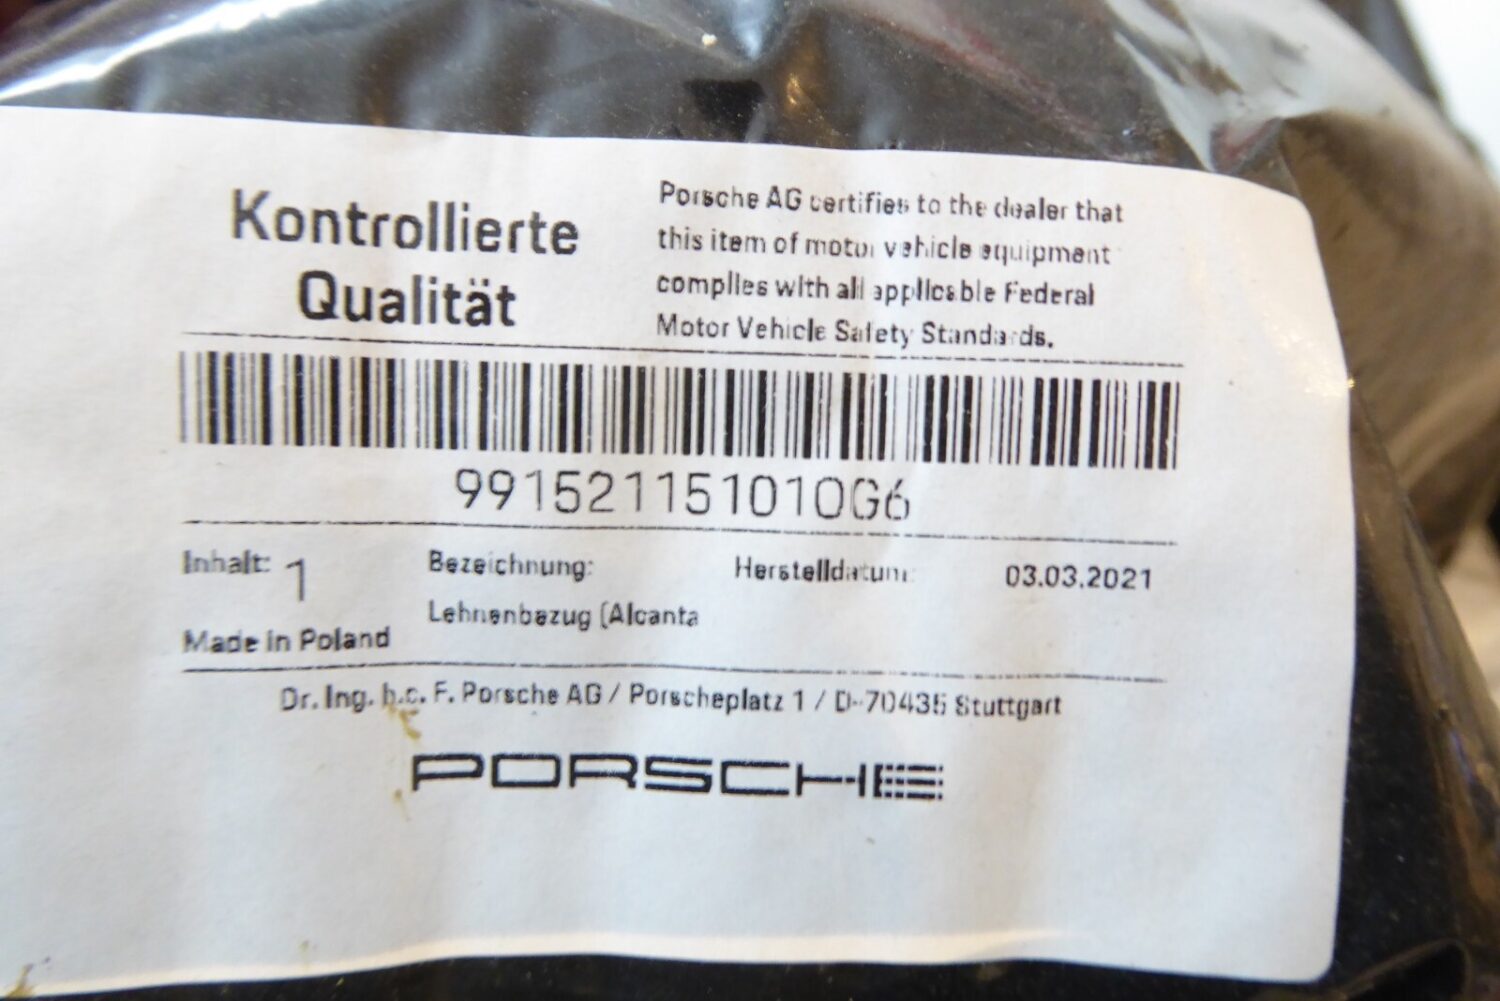 Kontrollierte
Qualität
Porsche AG certifies to the dealer that
this item of motor vehicle equipment
complies with all applicable Federal
Motor Vehicle Safety Standards.
991521151010G6
Inhalt: 1
Made in Poland
Bezeichnung:
Lehnenbezug (Alcanta
Herstelldatum: 03.03.2021
Dr. Ing. h.c. F. Porsche AG / Porscheplatz 1 / D-70435 Stuttgart
PORSCHE